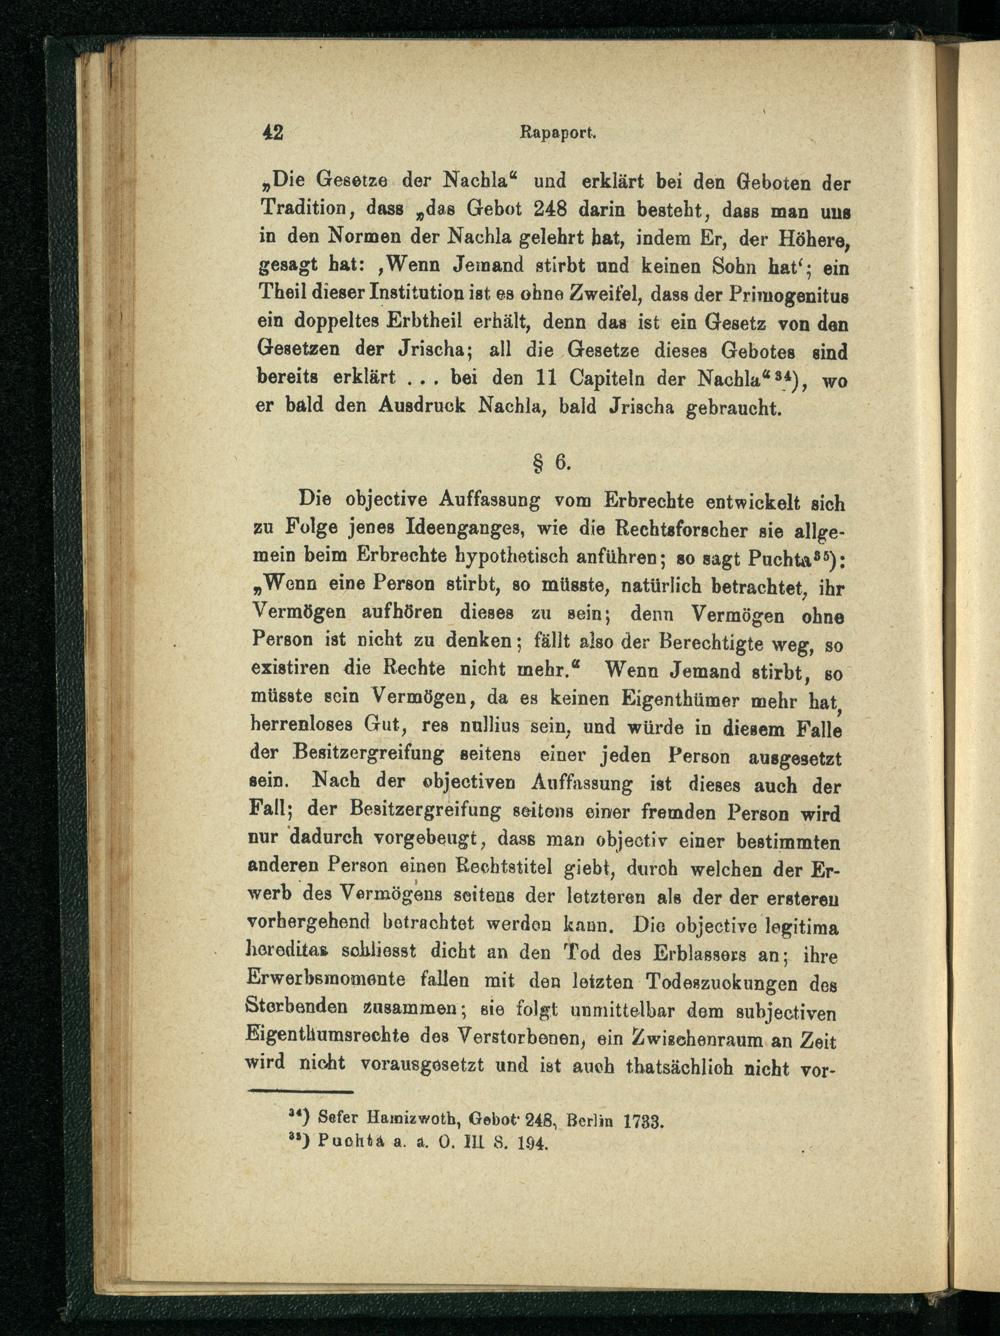 42 Rapaport.
„Die Gesetze der Nachla“ und erklärt bei den Geboten der
Tradition, dass „das Gebot 248 darin besteht, dass man uns
in den Normen der Nachla gelehrt hat, indem Er, der Höhere,
gesagt hat: ‚Wenn Jemand stirbt und keinen Sohn hat‘; ein
Theil dieser Institution ist es ohne Zweifel, dass der Primogenitus
ein doppeltes Erbtheil erhält, denn das ist ein Gesetz von den
Gesetzen der Jrischa; all die Gesetze dieses Gebotes sind
bereits erklärt ... bei den 11 Capiteln der Nachla“³⁴), wo
er bald den Ausdruck Nachla, bald Jrischa gebraucht.
§ 6.
Die objective Auffassung vom Erbrechte entwickelt sich
zu Folge jenes Ideenganges, wie die Rechtsforscher sie allge-
mein beim Erbrechte hypothetisch anführen; so sagt Puchta³⁵):
„Wenn eine Person stirbt, so müsste, natürlich betrachtet, ihr
Vermögen aufhören dieses zu sein; denn Vermögen ohne
Person ist nicht zu denken; fällt also der Berechtigte weg, so
existiren die Rechte nicht mehr.“ Wenn Jemand stirbt, so
müsste sein Vermögen, da es keinen Eigenthümer mehr hat,
herrenloses Gut, res nullius sein, und würde in diesem Falle
der Besitzergreifung seitens einer jeden Person ausgesetzt
sein. Nach der objectiven Auffassung ist dieses auch der
Fall; der Besitzergreifung seitens einer fremden Person wird
nur dadurch vorgebeugt, dass man objectiv einer bestimmten
anderen Person einen Rechtstitel giebt, durch welchen der Er-
werb des Vermögens seitens der letzteren als der der ersteren
vorhergehend betrachtet werden kann. Die objective legitima
hereditas schliesst dicht an den Tod des Erblassers an; ihre
Erwerbsmomente fallen mit den letzten Todeszuckungen des
Sterbenden zusammen; sie folgt unmittelbar dem subjectiven
Eigenthumsrechte des Verstorbenen, ein Zwischenraum an Zeit
wird nicht vorausgesetzt und ist auch thatsächlich nicht vor-
³⁴) Sefer Hamizwoth, Gebot 248, Berlin 1733.
³⁵) Puchta a. a. O. III S. 194.